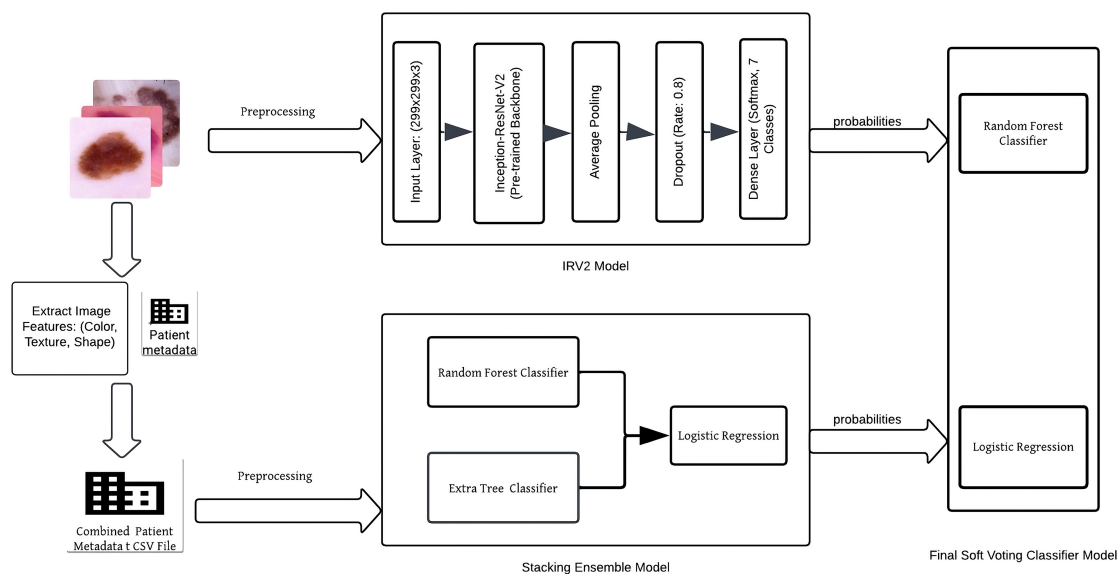 Preprocessing
Input Layer: (299x299x3)
Inception-ResNet-V2
(Pre-trained Backbone)
Average Pooling
Dropout (Rate: 0.8)
Dense Layer (Softmax, 7
Classes)
IRV2 Model
probabilities
Random Forest
Classifier
Extract Image
Features: (Color,
Texture, Shape)
Patient
metadata
Random Forest Classifier
Extra Tree Classifier
Logistic Regression
probabilities
Logistic Regression
Preprocessing
Combined Patient
Metadata t CSV File
Stacking Ensemble Model
Final Soft Voting Classifier Model